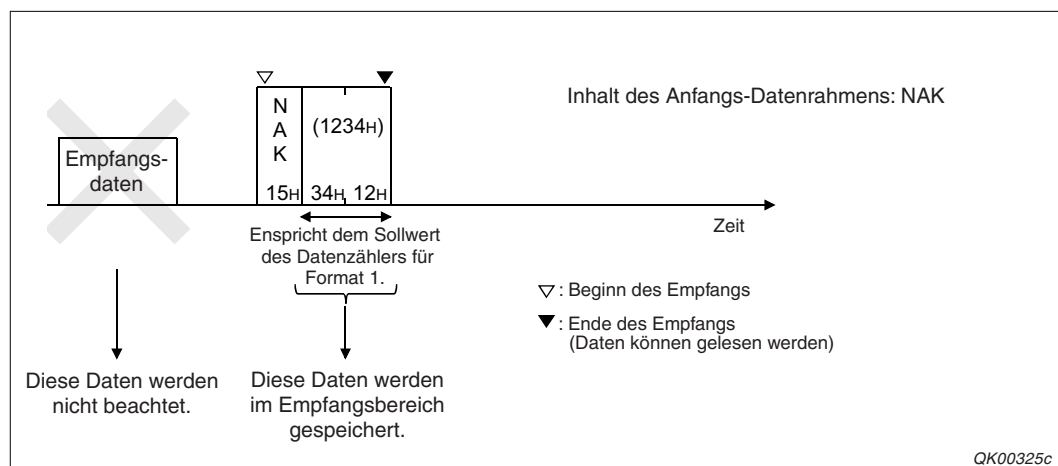 Inhalt des Anfangs-Datenrahmens: NAK
N
A
K
(1234H)
Empfangs-
daten
15H
34H 12H
Zeit
Enspricht dem Sollwert
des Datenzählers für
Format 1.
▽ : Beginn des Empfangs
▼ : Ende des Empfangs
(Daten können gelesen werden)
Diese Daten werden
nicht beachtet.
Diese Daten werden
im Empfangsbereich
gespeichert.
QK00325c